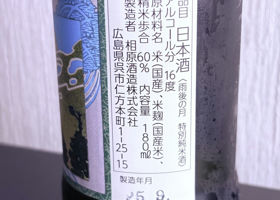 品目 日本酒 (雨後の月 特別純米酒)
アルコール分 16度
原材料名 米(国産)、米麹(国産米)、
精米歩合 60% 内容量 180ml
製造者 相原酒造株式会社
広島県呉市仁方本町1-25-15
製造年月
25.9.